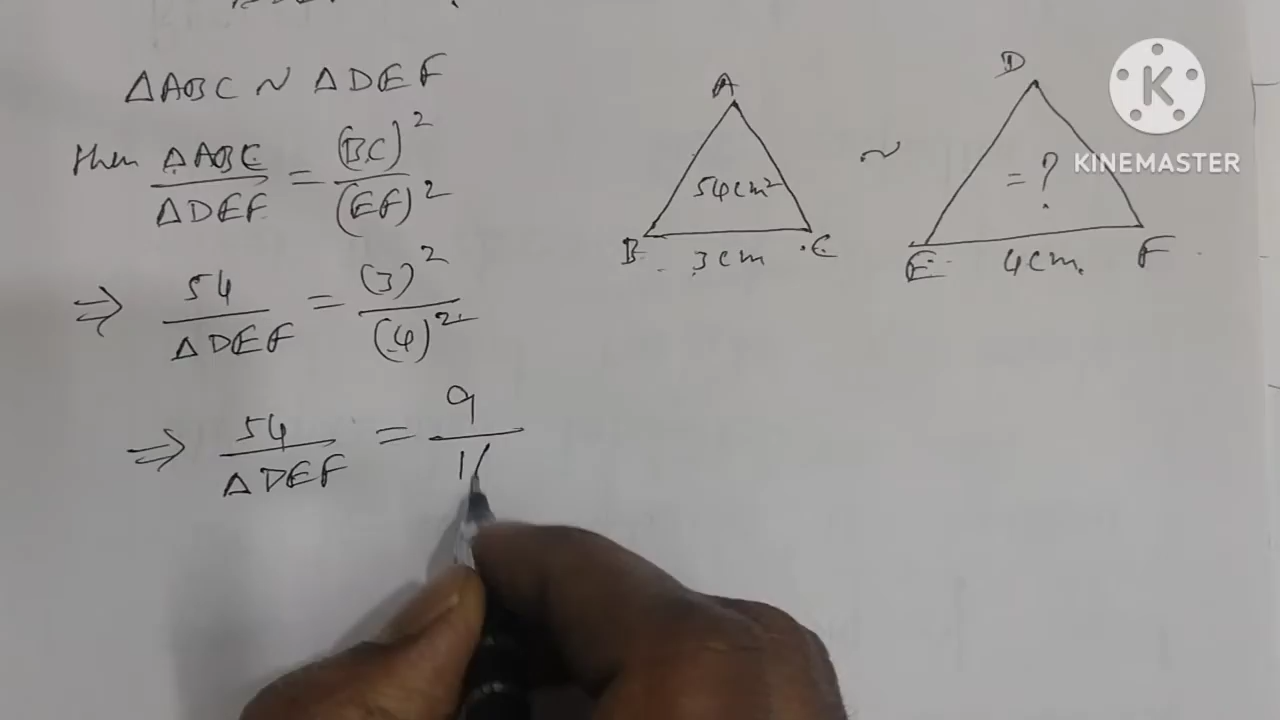 ΔABC ~ ΔDEF
then ΔABC/ΔDEF = (BC)²/(EF)²
⇒ 54/ΔDEF = (3)²/(4)²
⇒ 54/ΔDEF = 9/16
A
54cm²
B 3cm C
~
D
= ?
E 4cm F
K
KINEMASTER